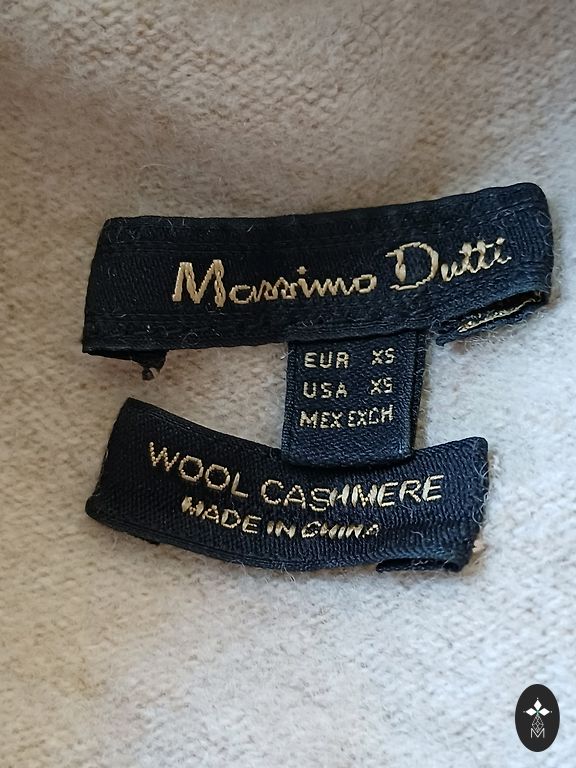 Massimo Dutti
EUR XS
USA XS
MEX EXCH
WOOL CASHMERE
MADE IN CHINA
M